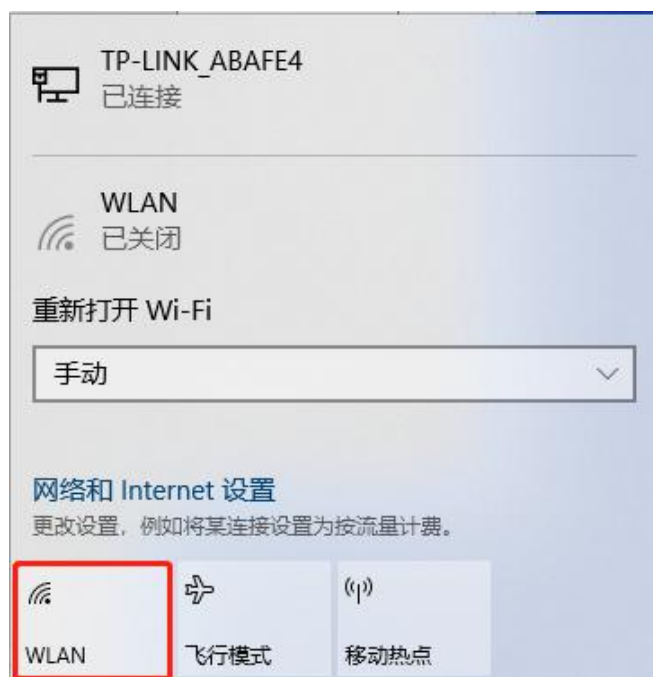 TP-LINK_ABAFE4
已连接
WLAN
已关闭
重新打开 Wi-Fi
手动
网络和 Internet 设置
更改设置，例如将某连接设置为按流量计费。
WLAN
飞行模式
移动热点